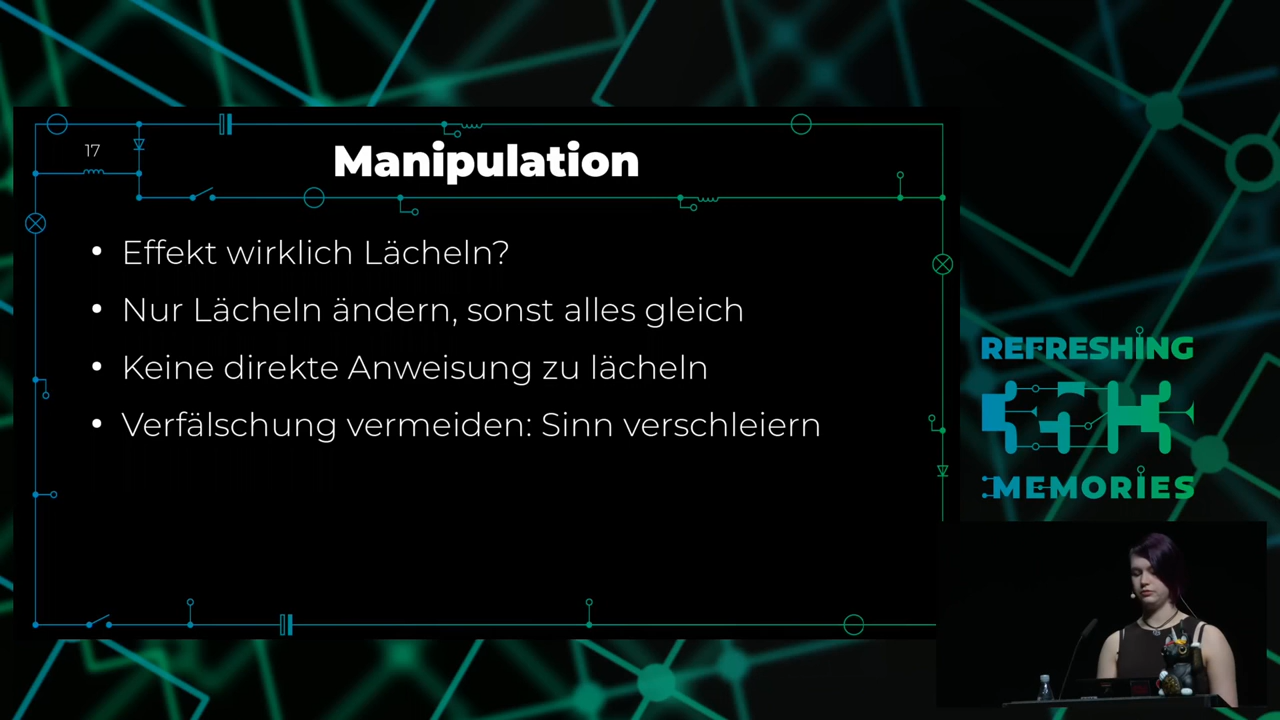 17
Manipulation
• Effekt wirklich Lächeln?
• Nur Lächeln ändern, sonst alles gleich
• Keine direkte Anweisung zu lächeln
• Verfälschung vermeiden: Sinn verschleiern
REFRESHING
MEMORIES